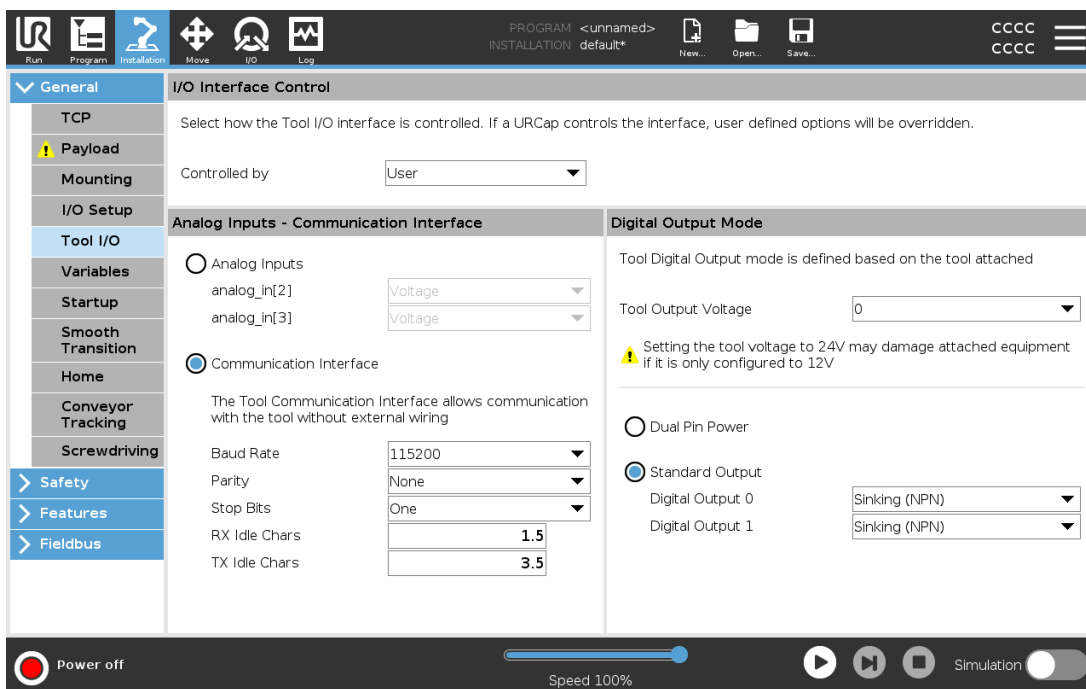 UR
PROGRAM <unnamed>
INSTALLATION default*
CCCC
CCCC
Run Program Installation Move I/O Log New... Open... Save...
General
TCP
Payload
Mounting
I/O Setup
Tool I/O
Variables
Startup
Smooth
Transition
Home
Conveyor
Tracking
Screwdriving
Safety
Features
Fieldbus
I/O Interface Control
Select how the Tool I/O interface is controlled. If a URCap controls the interface, user defined options will be overridden.
Controlled by User
Analog Inputs - Communication Interface
Analog Inputs
analog_in[2] Voltage
analog_in[3] Voltage
Communication Interface
The Tool Communication Interface allows communication
with the tool without external wiring
Baud Rate 115200
Parity None
Stop Bits One
RX Idle Chars 1.5
TX Idle Chars 3.5
Digital Output Mode
Tool Digital Output mode is defined based on the tool attached
Tool Output Voltage 0
Setting the tool voltage to 24V may damage attached equipment
if it is only configured to 12V
Dual Pin Power
Standard Output
Digital Output 0 Sinking (NPN)
Digital Output 1 Sinking (NPN)
Power off
Speed 100%
Simulation